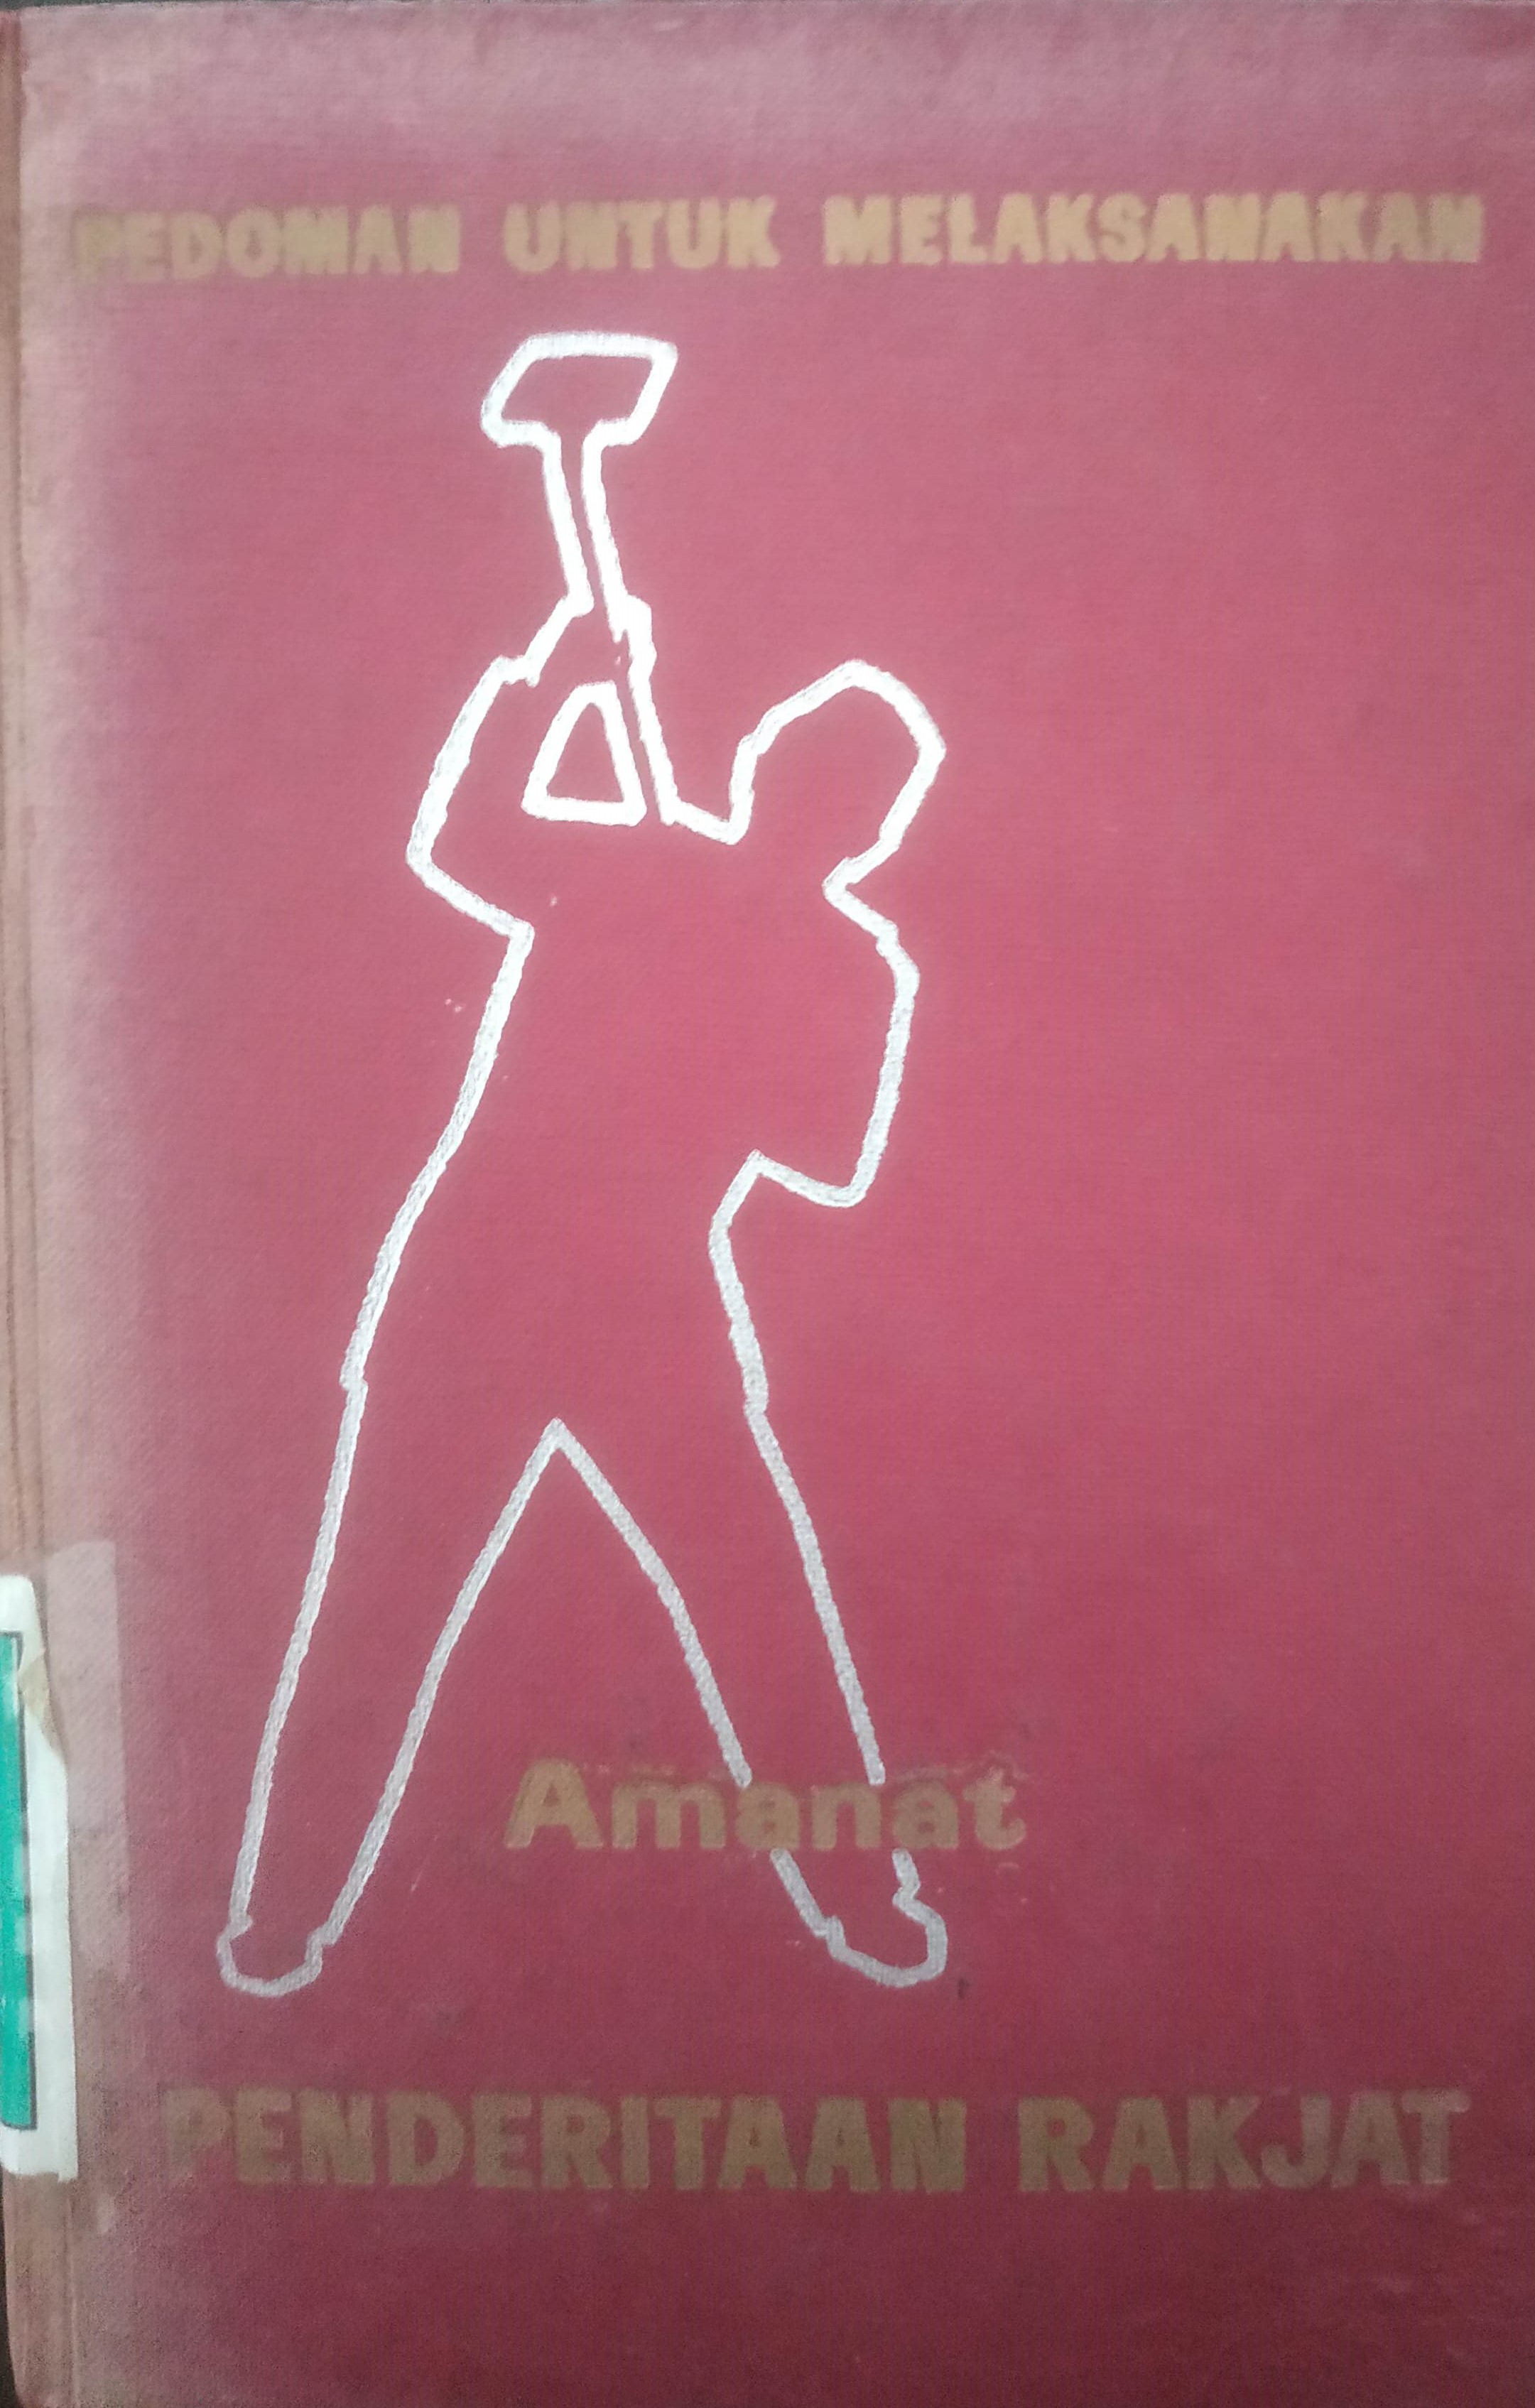 PEDOMAN UNTUK MELAKSANAKAN
Amanat
PENDERITAAN RAKJAT